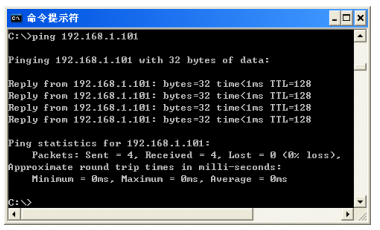 命令提示符
C:\>ping 192.168.1.101
Pinging 192.168.1.101 with 32 bytes of data:
Reply from 192.168.1.101: bytes=32 time<1ms TTL=128
Reply from 192.168.1.101: bytes=32 time<1ms TTL=128
Reply from 192.168.1.101: bytes=32 time<1ms TTL=128
Reply from 192.168.1.101: bytes=32 time<1ms TTL=128
Ping statistics for 192.168.1.101:
    Packets: Sent = 4, Received = 4, Lost = 0 (0% loss),
Approximate round trip times in milli-seconds:
    Minimum = 0ms, Maximum = 0ms, Average = 0ms
C:\>